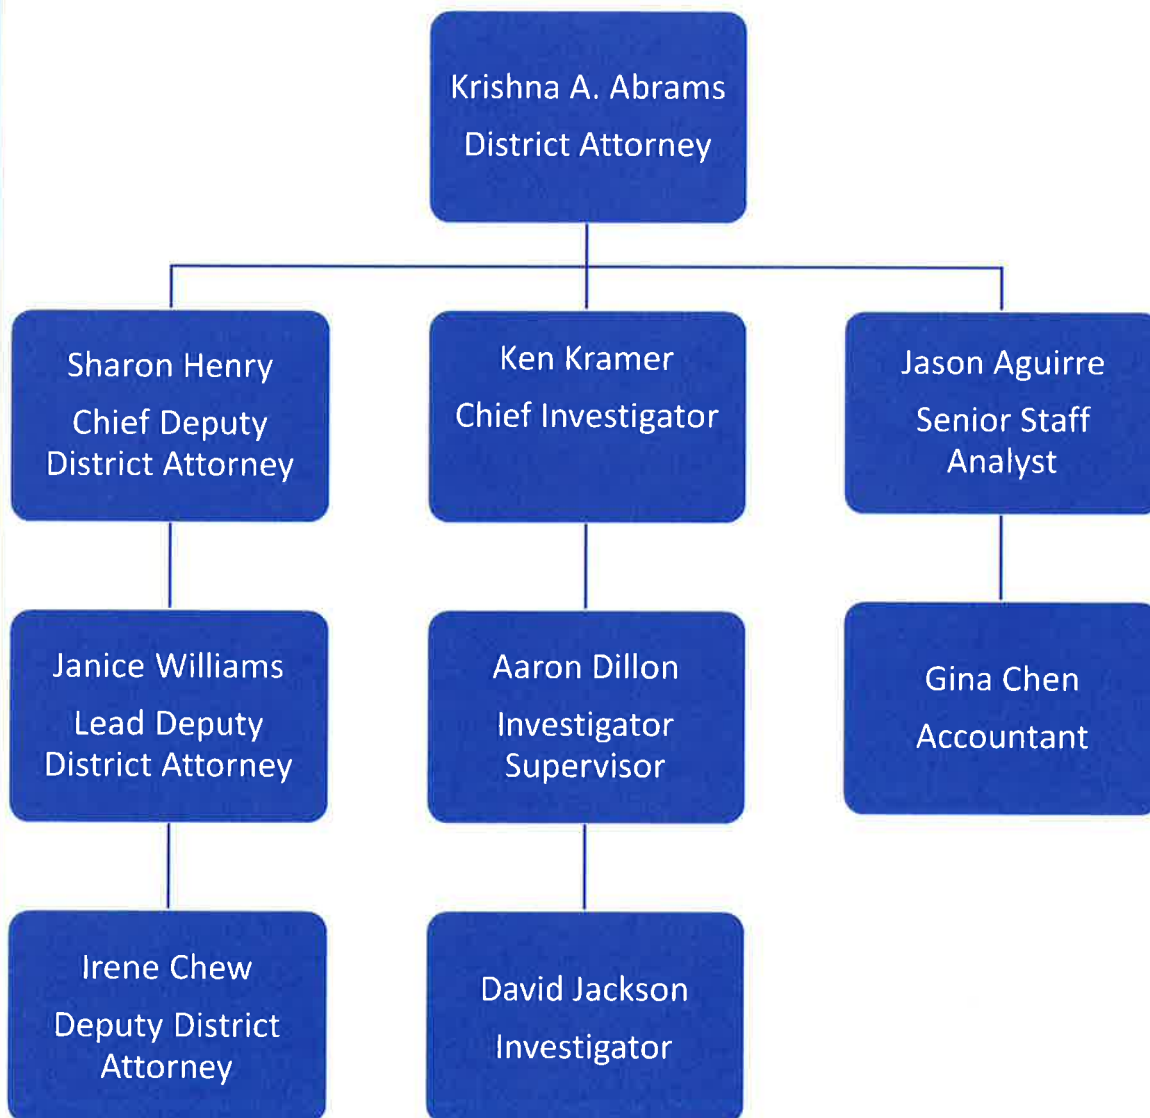 Krishna A. Abrams
District Attorney
Sharon Henry
Chief Deputy
District Attorney
Ken Kramer
Chief Investigator
Jason Aguirre
Senior Staff
Analyst
Janice Williams
Lead Deputy
District Attorney
Aaron Dillon
Investigator
Supervisor
Gina Chen
Accountant
Irene Chew
Deputy District
Attorney
David Jackson
Investigator